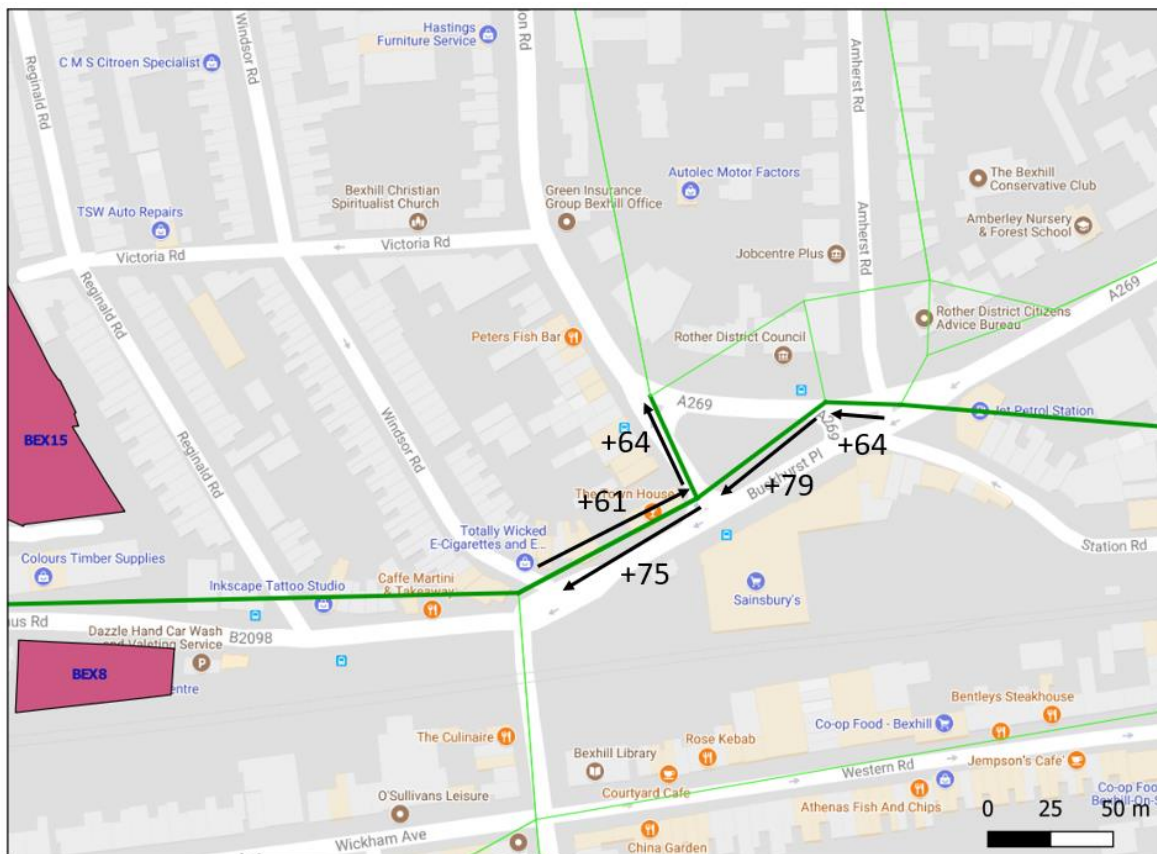 Hastings
Furniture Service
don Rd
Windsor Rd
Reginald Rd
C M S Citroen Specialist
Amherst Rd
Autolec Motor Factors
The Bexhill
Conservative Club
Bexhill Christian
Spiritualist Church
Green Insurance
Group Bexhill Office
TSW Auto Repairs
Amberley Nursery
& Forest School
Victoria Rd
Victoria Rd
Jobcentre Plus
Amherst Rd
A269
Reginald Rd
Rother District Citizens
Advice Bureau
Peters Fish Bar
Rother District Council
A269
Jet Petrol Station
A269
BEX15
Windsor Rd
+64
+64
Reginald Rd
+79
Buckhurst Pl
+61
The Town House
Totally Wicked
E-Cigarettes and E...
Station Rd
Colours Timber Supplies
Inkscape Tattoo Studio
Caffe Martini
& Takeaway
+75
Sainsbury's
nus Rd
B2098
Dazzle Hand Car Wash
and Valeting Service
BEX8
entre
Bentleys Steakhouse
The Culinaire
Co-op Food - Bexhill
Rose Kebab
Bexhill Library
Western Rd
Jempson's Cafe'
Courtyard Cafe
O'Sullivans Leisure
Athenas Fish And Chips
Co-op Foo
Bexhill-On-S
Wickham Ave
China Garden
0 25 50 m